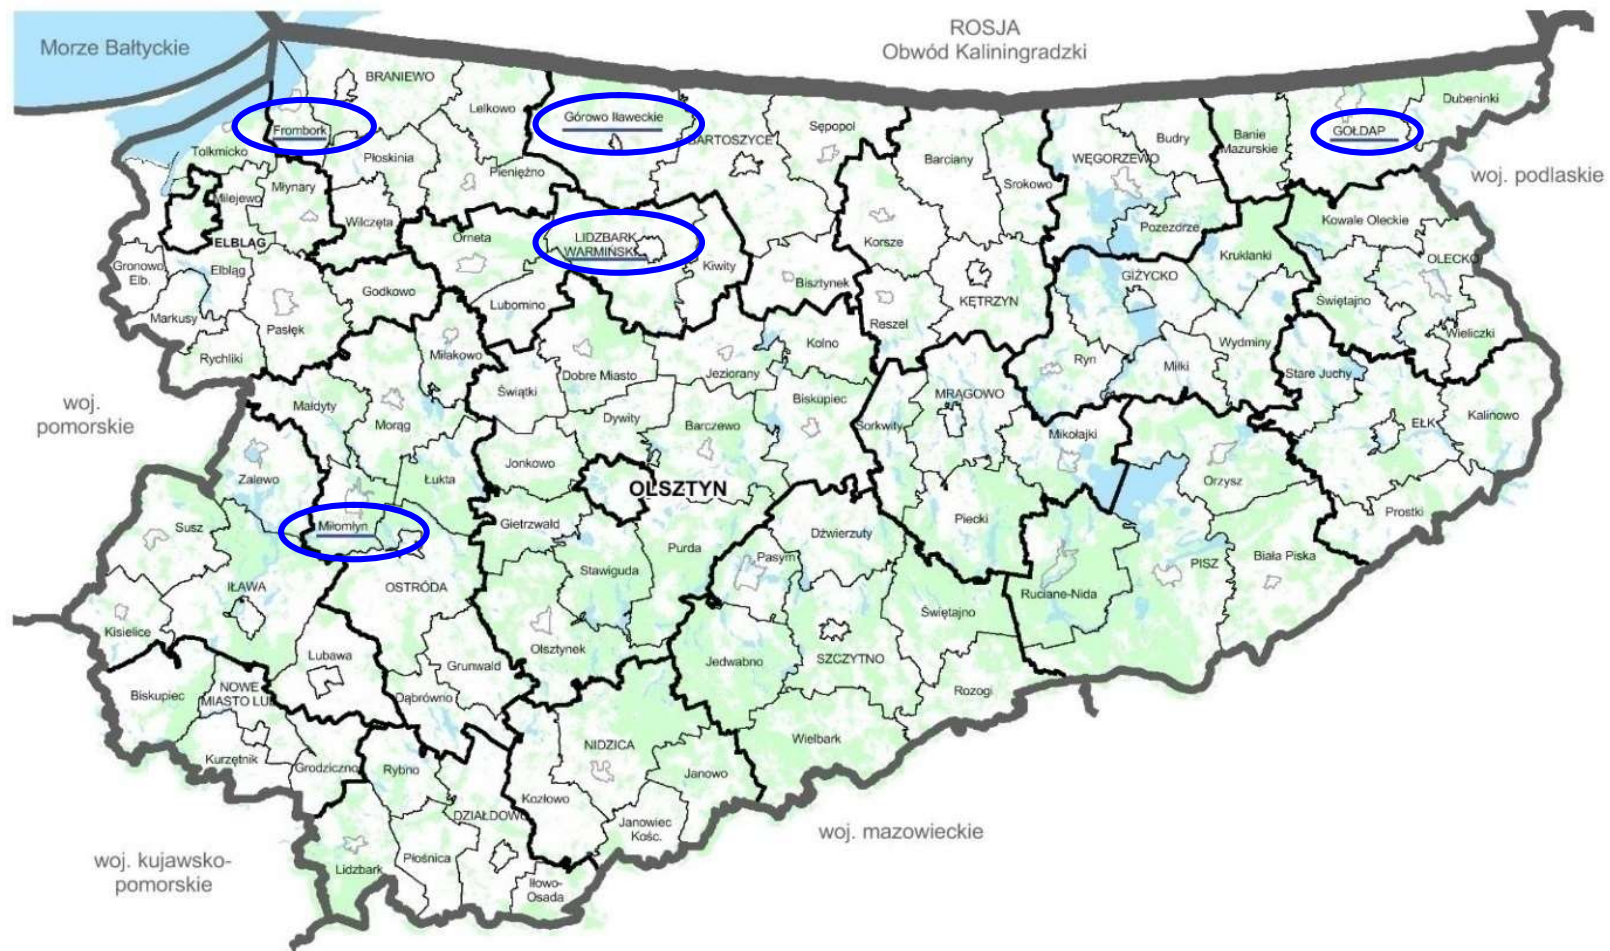 ROSJA
Obwód Kaliningradzki
Morze Bałtyckie
BRANIEWO
Lelkowo
Górowo Iławeckie
Sępopol
Dubeninki
Frombork
GOŁDAP
Tolkmicko
Płoskinia
BARTOSZYCE
Budry
Banie
Mazurskie
Pieniężno
Barciany
WĘGORZEWO
woj. podlaskie
Młynary
Milejewo
Srokowo
Wilczęta
Orneta
LIDZBARK
WARMIŃSKI
Korsze
Pozezdrze
Kowale Oleckie
ELBLĄG
Gronowo
Elb.
Elbląg
Kiwity
Kruklanki
OLECKO
Godkowo
Bisztynek
GIŻYCKO
Lubomino
KĘTRZYN
Świętajno
Markusy
Pasłęk
Reszel
Wieliczki
Rychliki
Miłakowo
Kolno
Wydminy
Dobre Miasto
Jeziorany
Ryn
Miłki
Stare Juchy
Świątki
MRĄGOWO
woj.
pomorskie
Małdyty
Biskupiec
Kalinowo
Morąg
Dywity
Barczewo
Sorkwity
Mikołajki
EŁK
Jonkowo
Zalewo
Łukta
OLSZTYN
Orzysz
Susz
Miłomłyn
Gietrzwałd
Piecki
Prostki
Dźwierzuty
Purda
Pasym
Stawiguda
PISZ
Biała Piska
IŁAWA
OSTRÓDA
Ruciane-Nida
Świętajno
Kisielice
Lubawa
Olsztynek
Grunwald
Jedwabno
SZCZYTNO
Biskupiec
NOWE
MIASTO LUB.
Dąbrówno
Rozogi
Wielbark
NIDZICA
Kurzętnik
Grodziczno
Rybno
Janowo
Kozłowo
DZIAŁDOWO
Janowiec
Kośc.
woj. mazowieckie
woj. kujawsko-
pomorskie
Płośnica
Lidzbark
Iłowo-
Osada